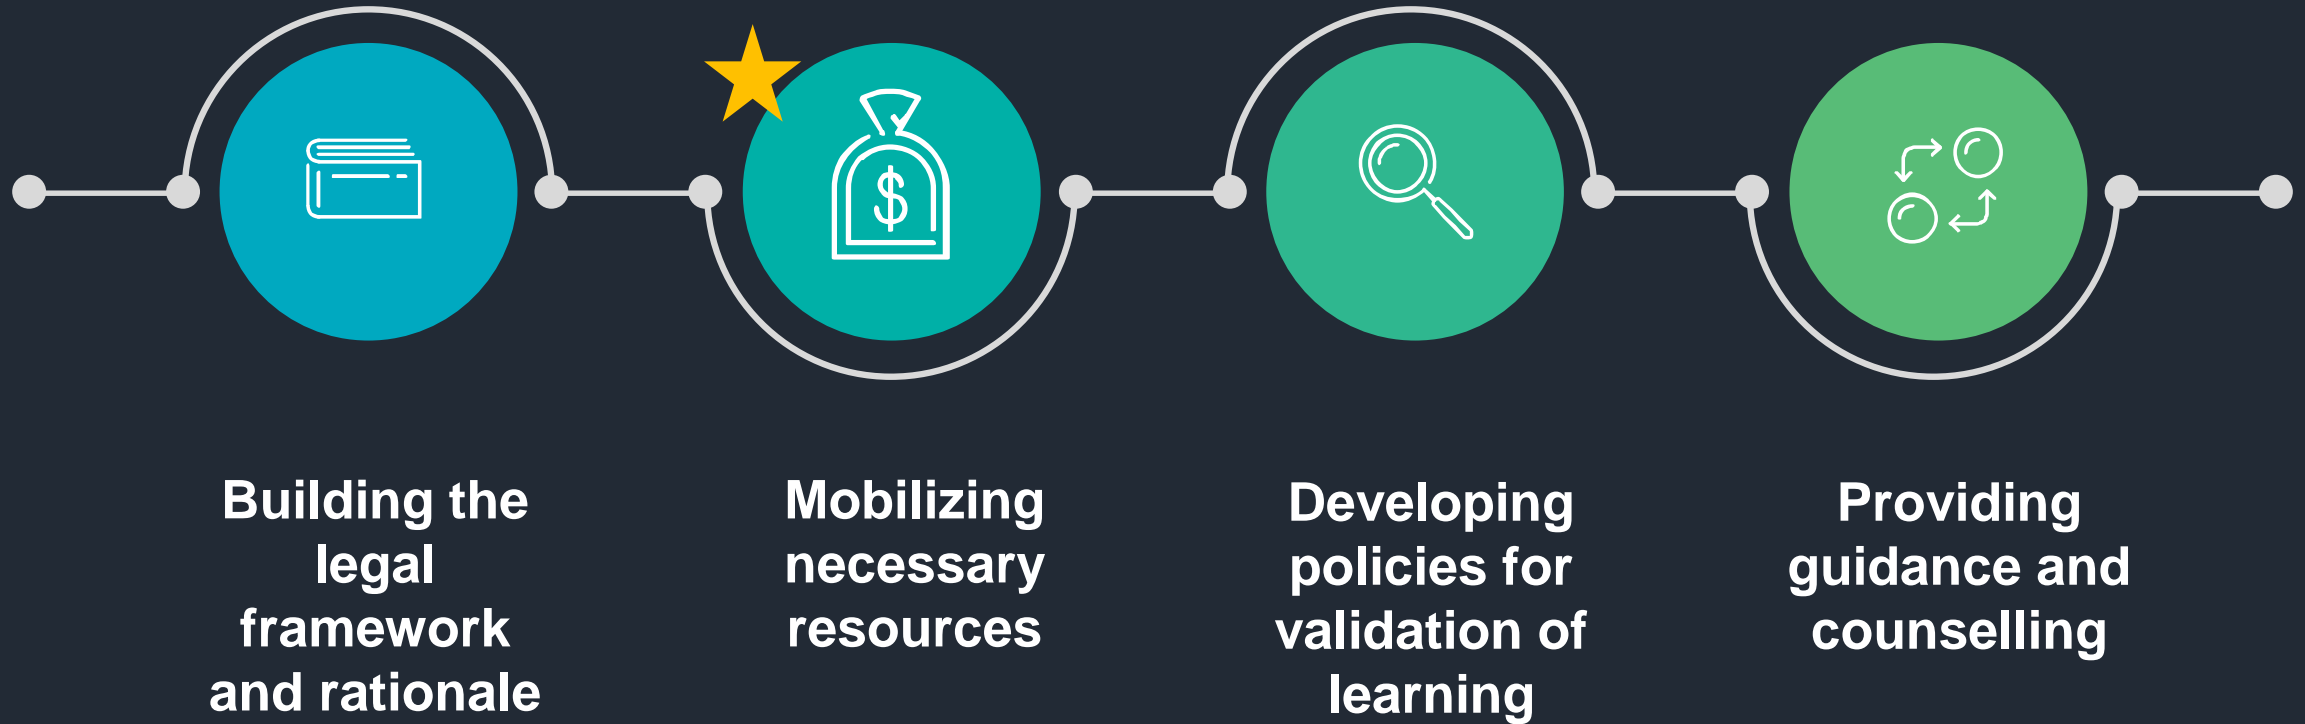 $
Building the
legal
framework
and rationale
Mobilizing
necessary
resources
Developing
policies for
validation of
learning
Providing
guidance and
counselling